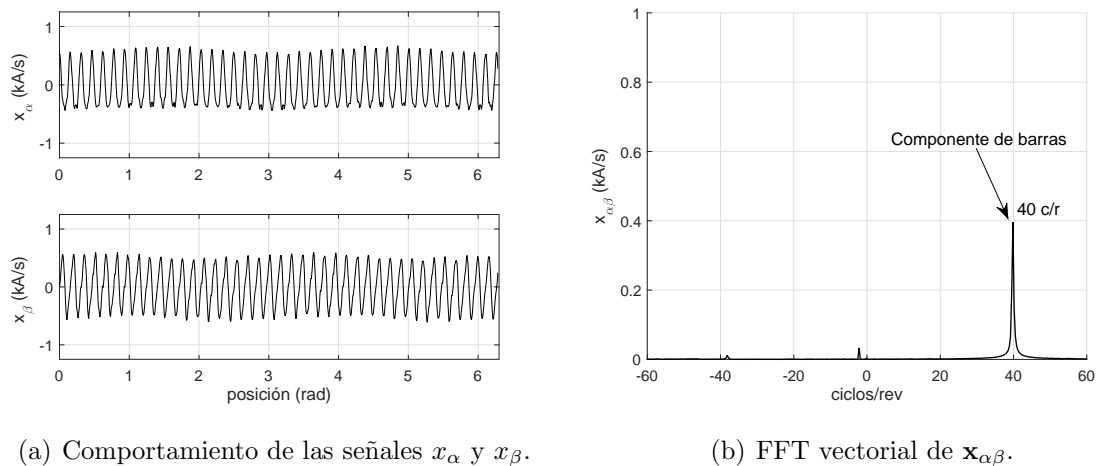 1
0
-1
x_α (kA/s)
0 1 2 3 4 5 6
1
0
-1
x_β (kA/s)
0 1 2 3 4 5 6
posición (rad)
(a) Comportamiento de las señales x_α y x_β.
1
0.8
0.6
0.4
0.2
0
x_αβ (kA/s)
Componente de barras
40 c/r
-60 -40 -20 0 20 40 60
ciclos/rev
(b) FFT vectorial de x_αβ.